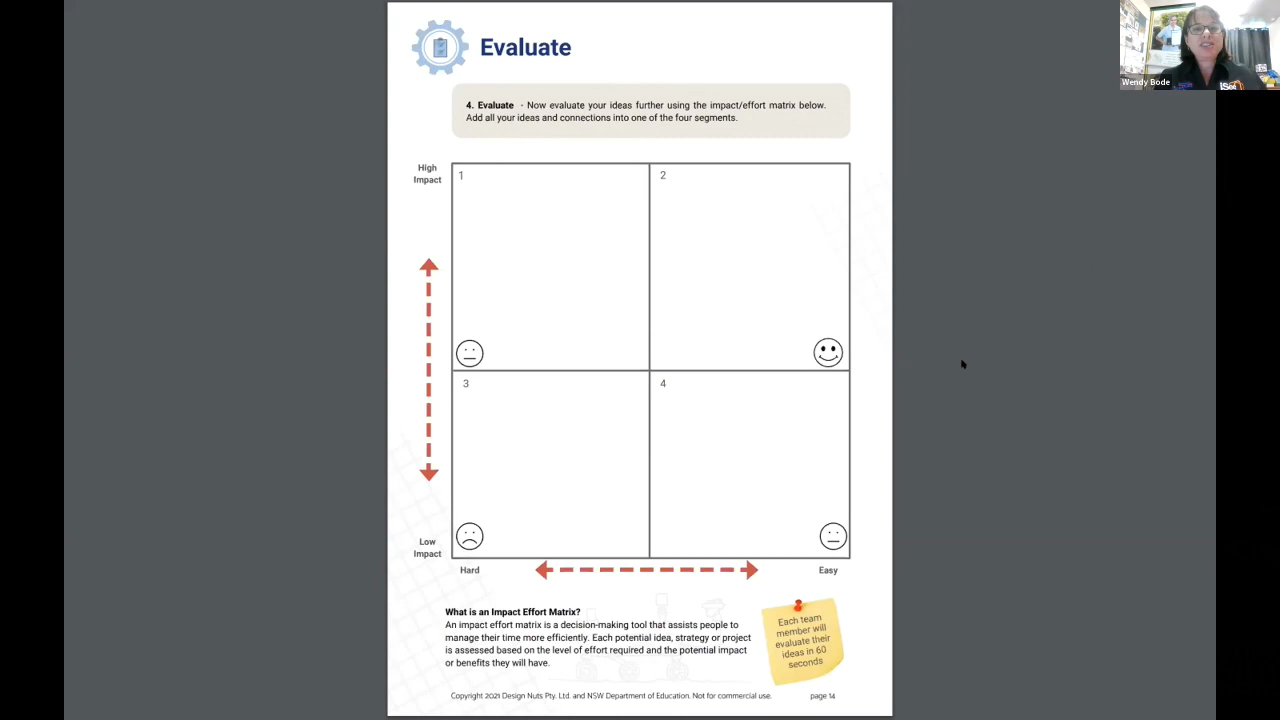 Evaluate
4. Evaluate - Now evaluate your ideas further using the impact/effort matrix below.
Add all your ideas and connections into one of the four segments.
High
Impact
1
2
3
4
Low
Impact
Hard
Easy
What is an Impact Effort Matrix?
An impact effort matrix is a decision-making tool that assists people to
manage their time more efficiently. Each potential idea, strategy or project
is assessed based on the level of effort required and the potential impact
or benefits they will have.
Each team
member will
evaluate their
ideas in 60
seconds
Copyright 2021 Design Nuts Pty. Ltd. and NSW Department of Education. Not for commercial use.
page 14
Wendy Bode